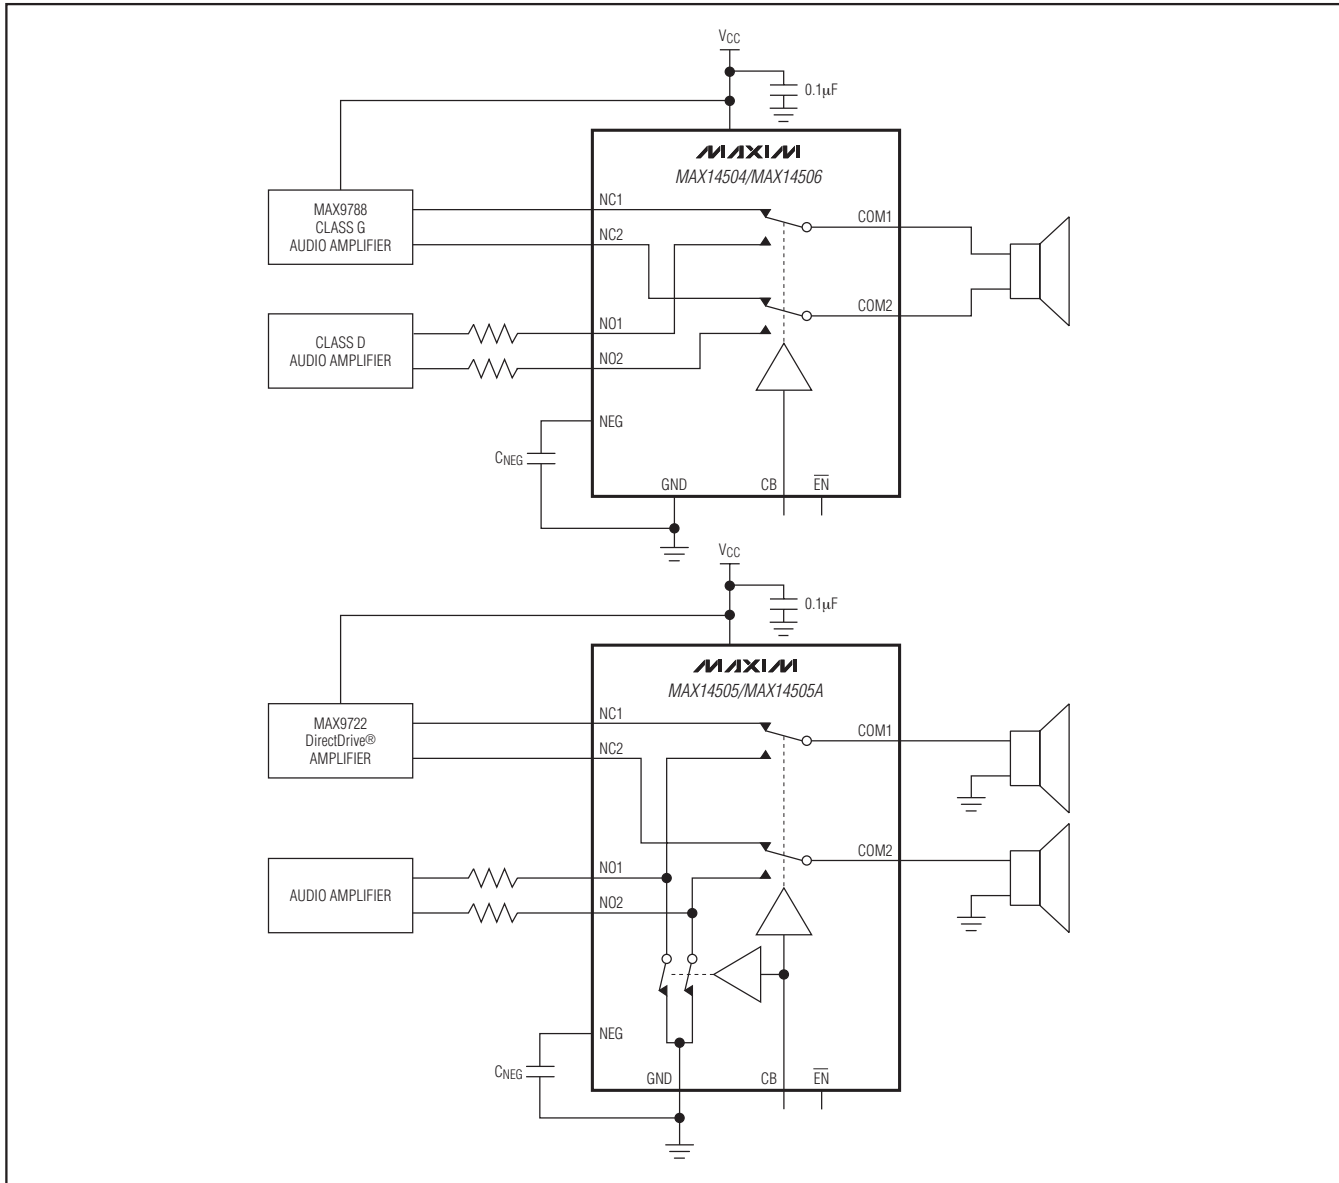 VCC
0.1µF
MAXIM
MAX14504/MAX14506
MAX9788
CLASS G
AUDIO AMPLIFIER
NC1
NC2
COM1
COM2
CLASS D
AUDIO AMPLIFIER
NO1
NO2
NEG
CNEG
GND
CB
EN
VCC
0.1µF
MAXIM
MAX14505/MAX14505A
MAX9722
DirectDrive®
AMPLIFIER
NC1
NC2
COM1
COM2
AUDIO AMPLIFIER
NO1
NO2
NEG
CNEG
GND
CB
EN